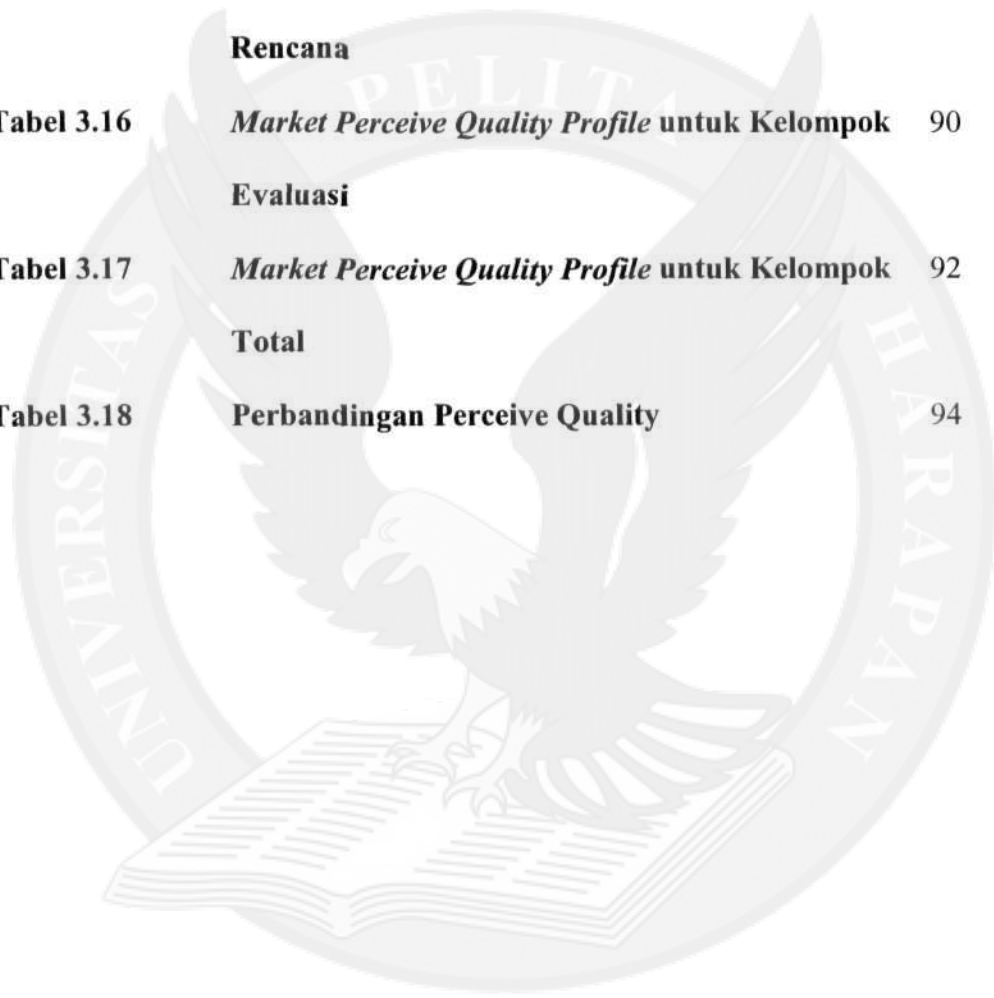 Rencana
Tabel 3.16 Market Perceive Quality Profile untuk Kelompok 90
Evaluasi
Tabel 3.17 Market Perceive Quality Profile untuk Kelompok 92
Total
Tabel 3.18 Perbandingan Perceive Quality 94
UNIVERSITAS PELITA HARAPAN